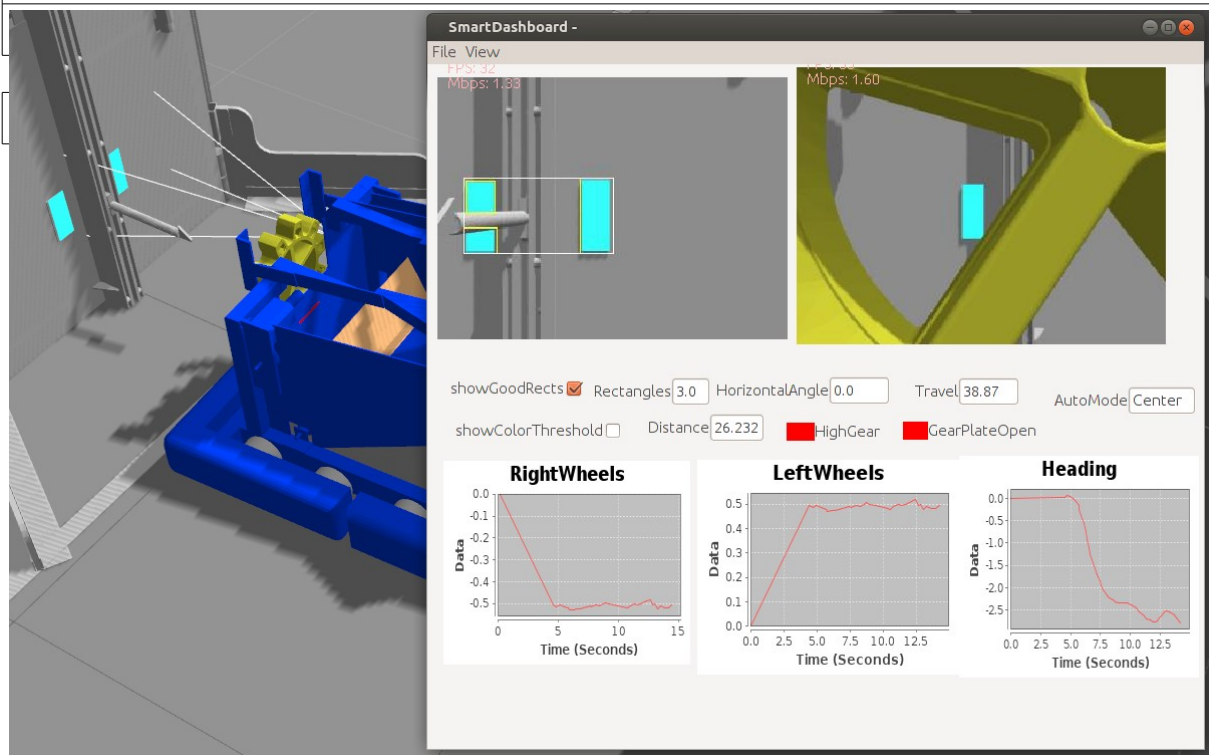 SmartDashboard -
File View
FPS: 32
Mbps: 1.33
Mbps: 1.60
showGoodRects Rectangles 3.0 HorizontalAngle 0.0 Travel 38.87 AutoMode Center
showColorThreshold Distance 26.232 HighGear GearPlateOpen
RightWheels
0.0
-0.1
-0.2
-0.3
-0.4
-0.5
Data
0 5 10 15
Time (Seconds)
LeftWheels
0.5
0.4
0.3
0.2
0.1
0.0
Data
0.0 2.5 5.0 7.5 10.0 12.5
Time (Seconds)
Heading
0.0
-0.5
-1.0
-1.5
-2.0
-2.5
Data
0.0 2.5 5.0 7.5 10.0 12.5
Time (Seconds)